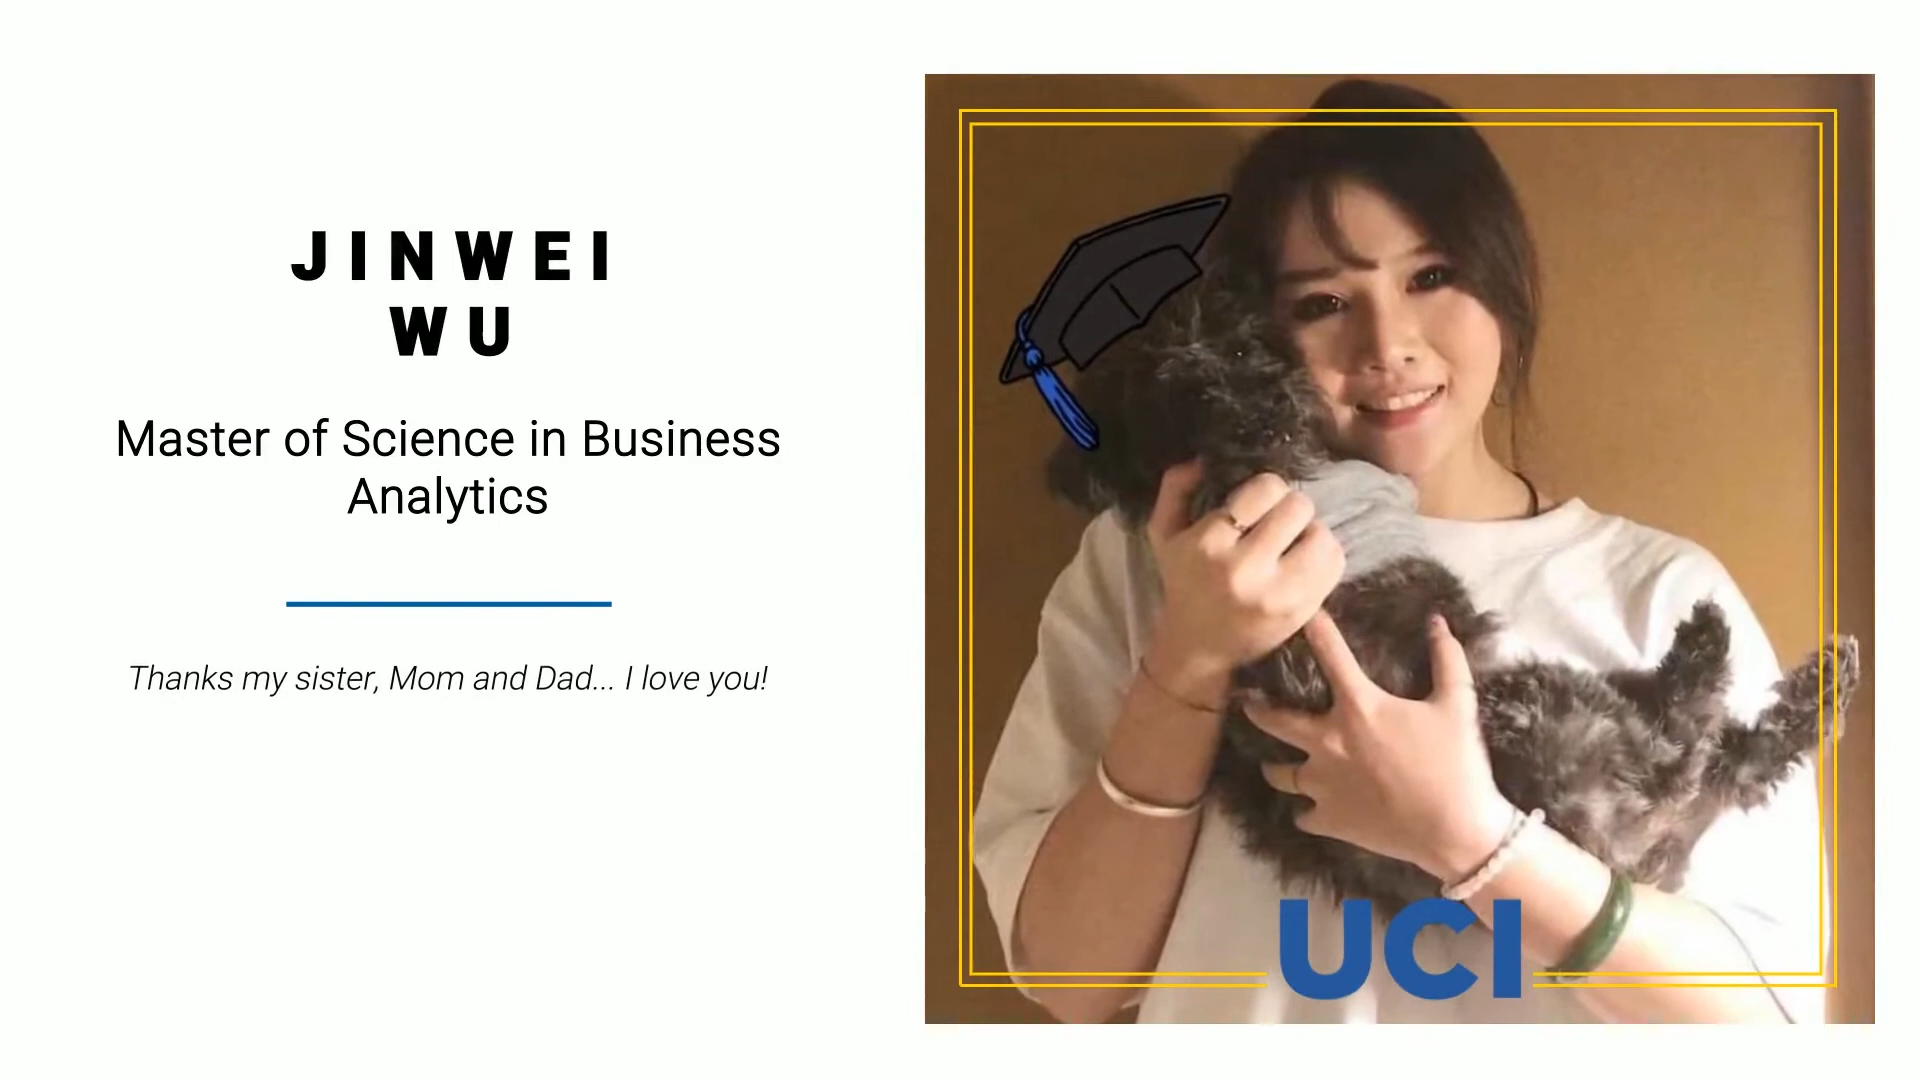 JINWEI
WU
Master of Science in Business
Analytics
Thanks my sister, Mom and Dad... I love you!
UCI